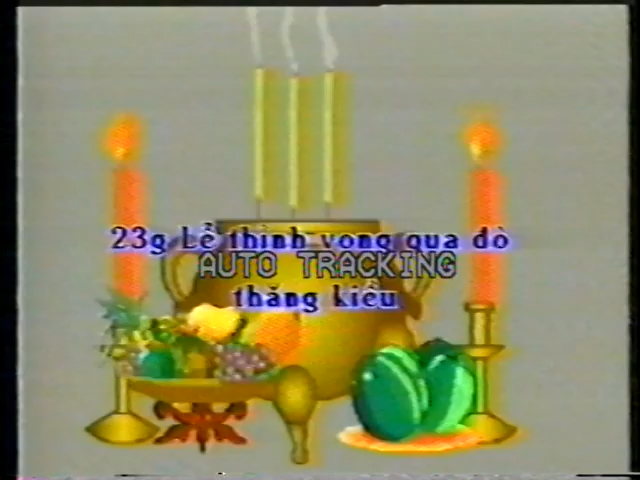 23g Lễ thỉnh vong qua đò
AUTO TRACKING
thăng kiều